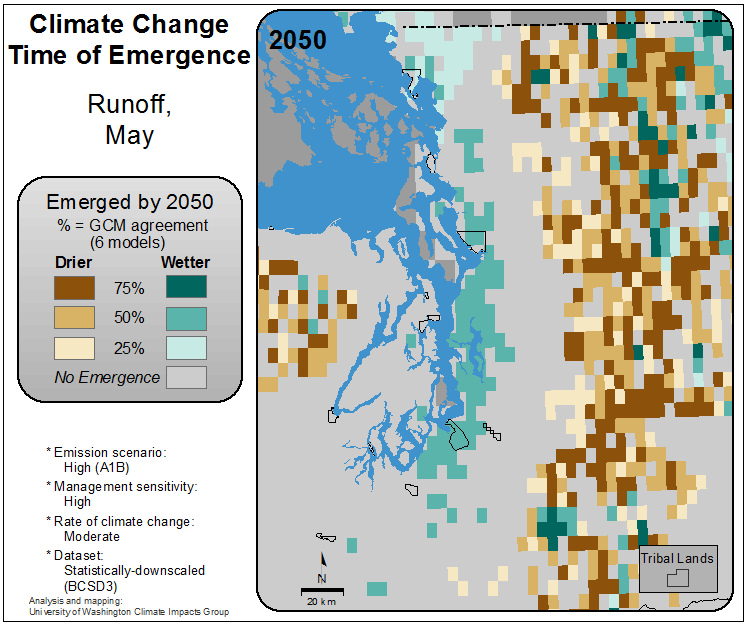 Climate Change
Time of Emergence
Runoff,
May
Emerged by 2050
% = GCM agreement
(6 models)
Drier
Wetter
75%
50%
25%
No Emergence
* Emission scenario:
High (A1B)
* Management sensitivity:
High
* Rate of climate change:
Moderate
* Dataset:
Statistically-downscaled
(BCSD3)
Analysis and mapping:
University of Washington Climate Impacts Group
2050
N
20 km
Tribal Lands